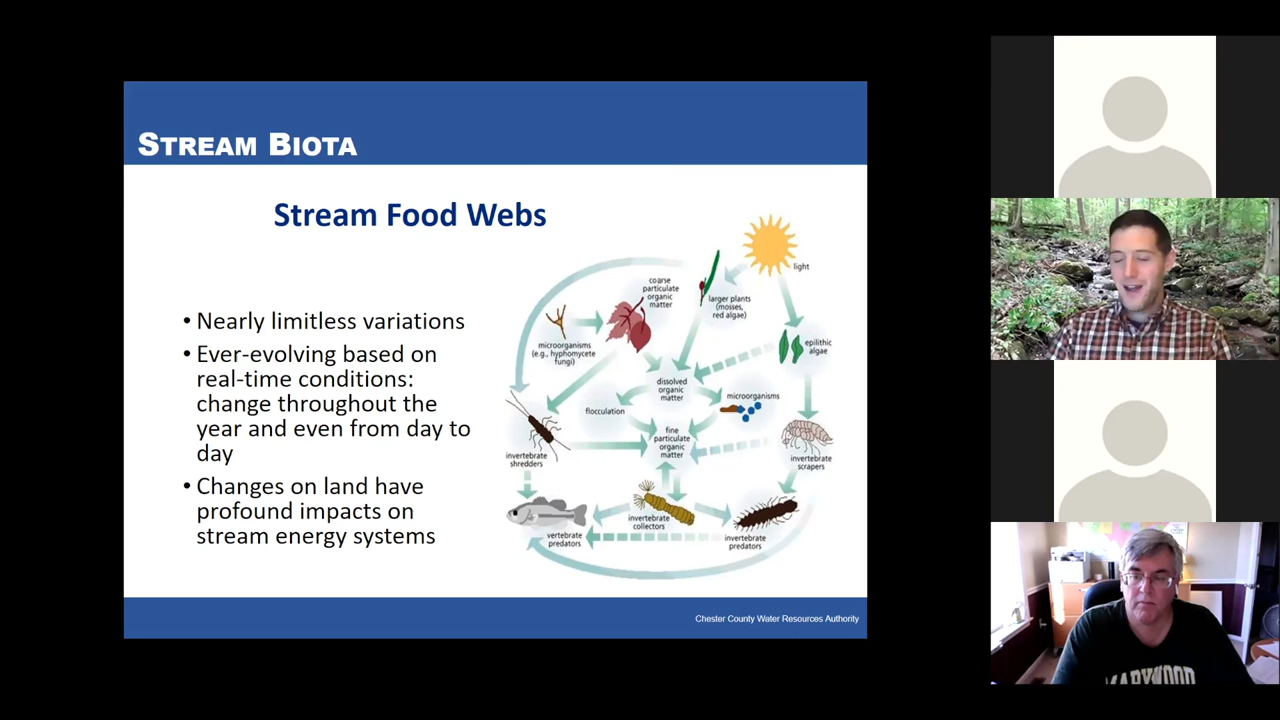 STREAM BIOTA
Stream Food Webs
• Nearly limitless variations
• Ever-evolving based on
real-time conditions:
change throughout the
year and even from day to
day
• Changes on land have
profound impacts on
stream energy systems
light
coarse
particulate
organic
matter
larger plants
(mosses,
red algae)
microorganisms
(e.g., hyphomycete
fungi)
epilithic
algae
dissolved
organic
matter
microorganisms
flocculation
fine
particulate
organic
matter
invertebrate
shredders
invertebrate
scrapers
invertebrate
collectors
vertebrate
predators
invertebrate
predators
Chester County Water Resources Authority
MARYWOOD